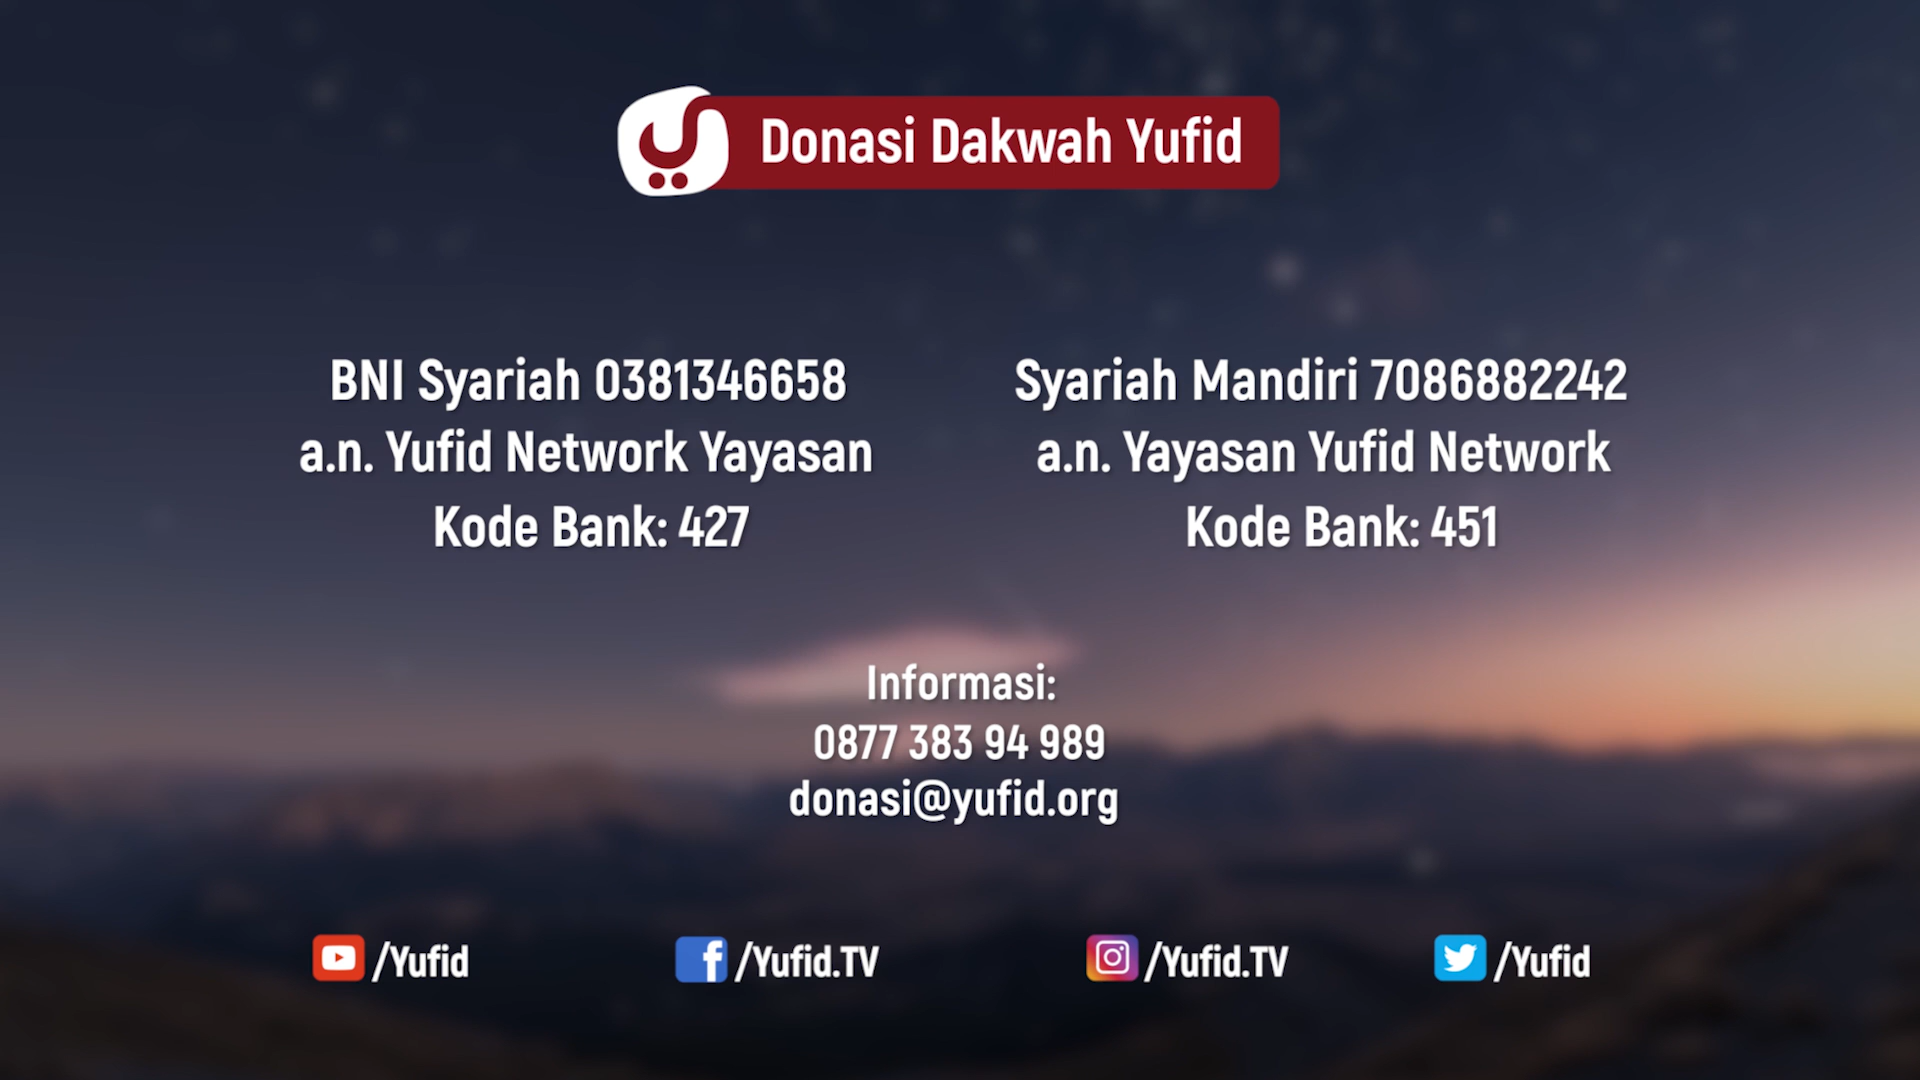 Donasi Dakwah Yufid
BNI Syariah 0381346658
a.n. Yufid Network Yayasan
Kode Bank: 427
Syariah Mandiri 7086882242
a.n. Yayasan Yufid Network
Kode Bank: 451
Informasi:
0877 383 94 989
donasi@yufid.org
/Yufid
/Yufid.TV
/Yufid.TV
/Yufid